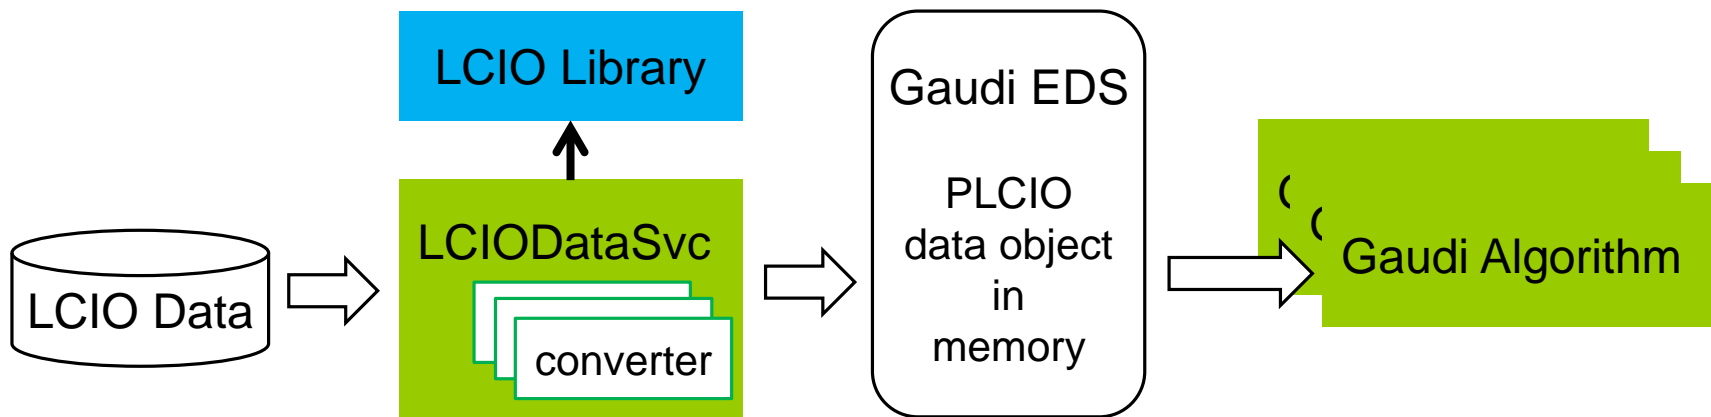 LCIO Library
Gaudi EDS
PLCIO
data object
in
memory
LCIODataSvc
converter
LCIO Data
Gaudi Algorithm